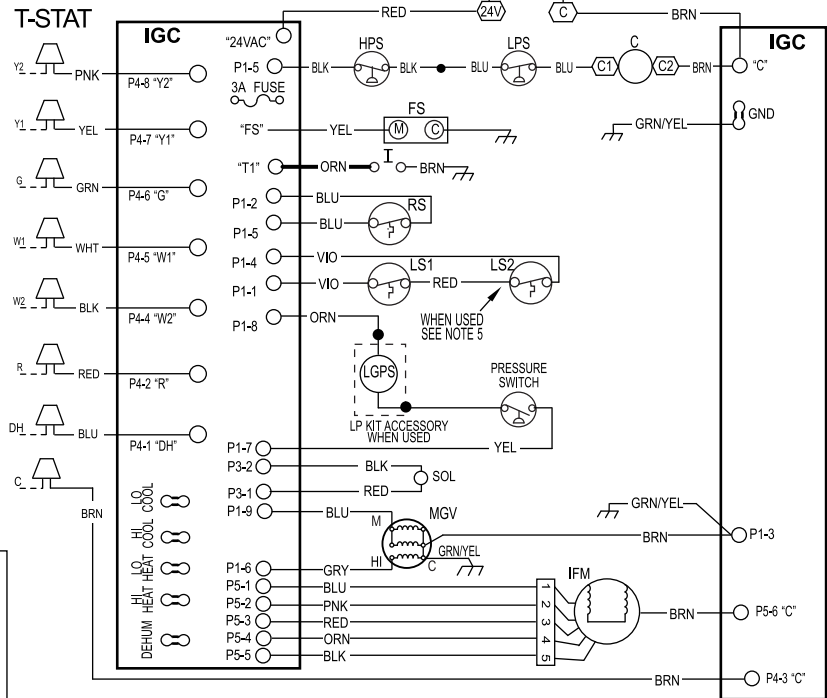 T-STAT
IGC
"24VAC"
RED
24V
C
BRN
IGC
Y2
PNK
P4-8 "Y2"
P1-5
BLK
HPS
BLK
BLU
LPS
BLU
C1
C
C2
BRN
"C"
3A FUSE
Y1
YEL
P4-7 "Y1"
"FS"
YEL
FS
M
C
GRN/YEL
GND
"T1"
ORN
I
BRN
G
GRN
P4-6 "G"
P1-2
BLU
RS
P1-5
BLU
W1
WHT
P4-5 "W1"
P1-4
VIO
P1-1
VIO
LS1
RED
LS2
W2
BLK
P4-4 "W2"
P1-8
ORN
WHEN USED
SEE NOTE 5
R
RED
P4-2 "R"
LGPS
PRESSURE
SWITCH
LP KIT ACCESSORY
WHEN USED
DH
BLU
P4-1 "DH"
P1-7
YEL
C
BRN
P3-2
BLK
SOL
P3-1
RED
LO
COOL
P1-9
BLU
M
MGV
GRN/YEL
HI
COOL
BRN
P1-3
LO
HEAT
P1-6
GRY
HI
C
GRN/YEL
HI
HEAT
P5-1
BLU
1
IFM
P5-2
PNK
2
BRN
P5-6 "C"
P5-3
RED
3
DEHUM
P5-4
ORN
4
P5-5
BLK
5
BRN
P4-3 "C"